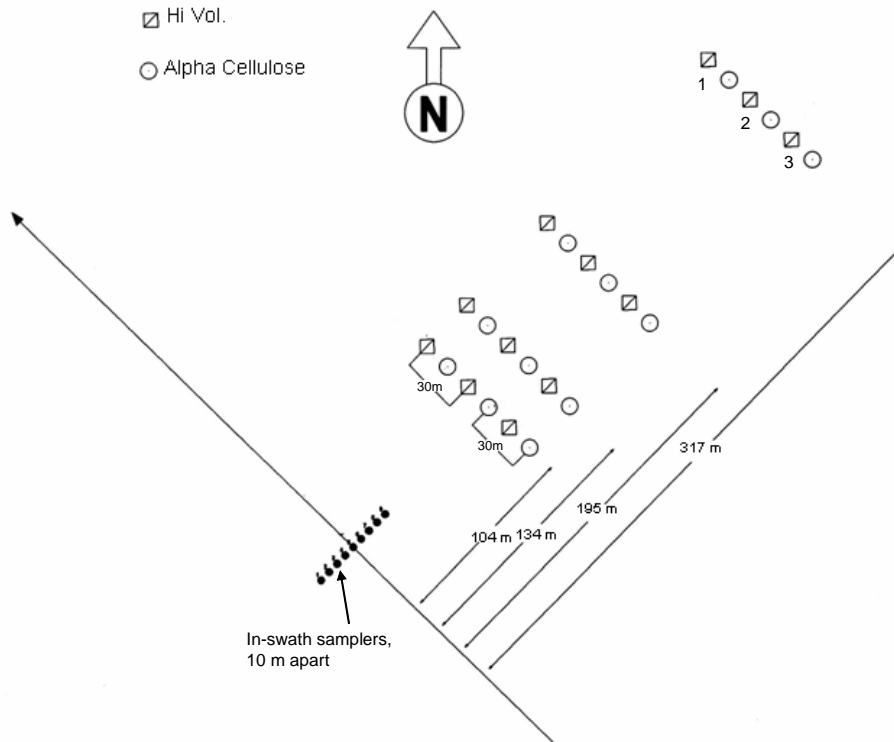 Hi Vol.
Alpha Cellulose
N
1
2
3
30m
30m
317 m
195 m
104 m
134 m
In-swath samplers,
10 m apart